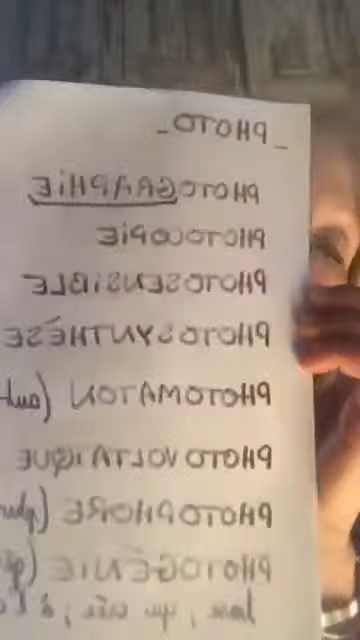 _ PHOTO _
PHOTOGRAPHIE
PHOTOCOPIE
PHOTOSENSIBLE
PHOTOSYNTHÈSE
PHOTOMATON (
PHOTOVOLTAÏQUE
PHOTOPHORE (
PHOTOGÉNIE (